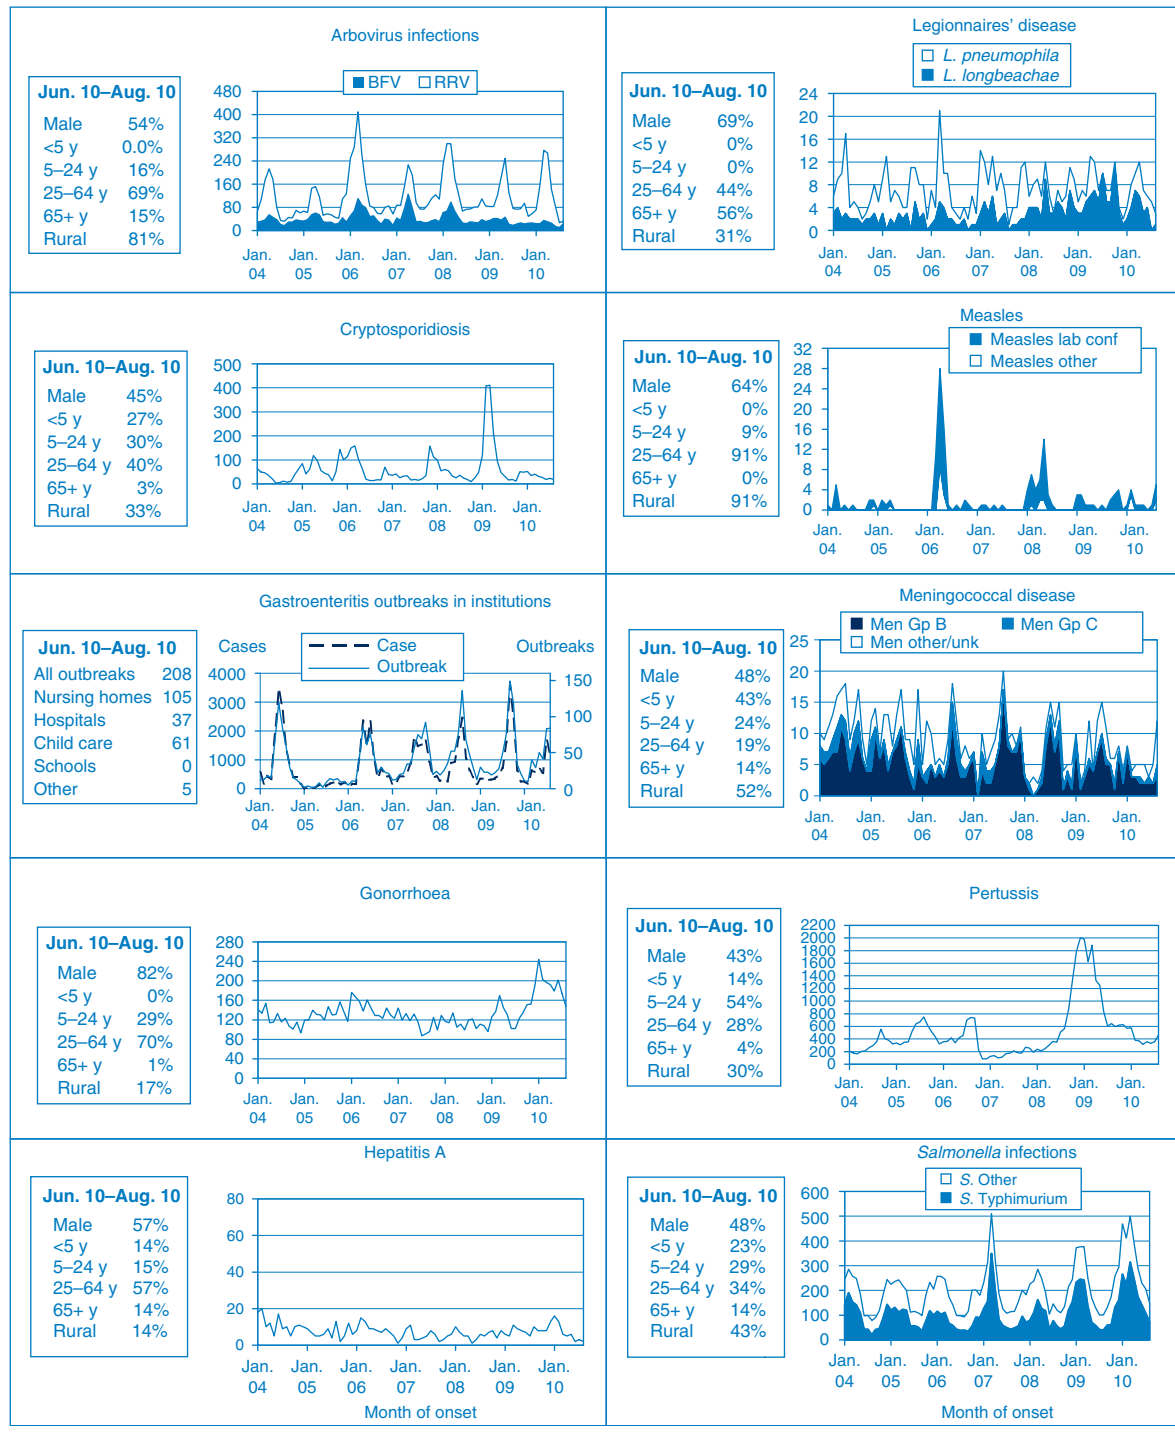 Arbovirus infections
BFV RRV
Jun. 10–Aug. 10
Male 54%
<5 y 0.0%
5–24 y 16%
25–64 y 69%
65+ y 15%
Rural 81%
480
400
320
240
160
80
0
Jan. Jan. Jan. Jan. Jan. Jan. Jan.
04 05 06 07 08 09 10
Legionnaires' disease
L. pneumophila
L. longbeachae
Jun. 10–Aug. 10
Male 69%
<5 y 0%
5–24 y 0%
25–64 y 44%
65+ y 56%
Rural 31%
24
20
16
12
8
4
0
Jan. Jan. Jan. Jan. Jan. Jan. Jan.
04 05 06 07 08 09 10
Cryptosporidiosis
Jun. 10–Aug. 10
Male 45%
<5 y 27%
5–24 y 30%
25–64 y 40%
65+ y 3%
Rural 33%
500
400
300
200
100
0
Jan. Jan. Jan. Jan. Jan. Jan. Jan.
04 05 06 07 08 09 10
Measles
Measles lab conf
Measles other
Jun. 10–Aug. 10
Male 64%
<5 y 0%
5–24 y 9%
25–64 y 91%
65+ y 0%
Rural 91%
32
28
24
20
16
12
8
4
0
Jan. Jan. Jan. Jan. Jan. Jan. Jan.
04 05 06 07 08 09 10
Gastroenteritis outbreaks in institutions
Jun. 10–Aug. 10
All outbreaks 208
Nursing homes 105
Hospitals 37
Child care 61
Schools 0
Other 5
Cases
Case
Outbreak
Outbreaks
4000
3000
2000
1000
0
150
100
50
0
Jan. Jan. Jan. Jan. Jan. Jan. Jan.
04 05 06 07 08 09 10
Meningococcal disease
Men Gp B Men Gp C
Men other/unk
Jun. 10–Aug. 10
Male 48%
<5 y 43%
5–24 y 24%
25–64 y 19%
65+ y 14%
Rural 52%
25
20
15
10
5
0
Jan. Jan. Jan. Jan. Jan. Jan. Jan.
04 05 06 07 08 09 10
Gonorrhoea
Jun. 10–Aug. 10
Male 82%
<5 y 0%
5–24 y 29%
25–64 y 70%
65+ y 1%
Rural 17%
280
240
200
160
120
80
40
0
Jan. Jan. Jan. Jan. Jan. Jan. Jan.
04 05 06 07 08 09 10
Pertussis
Jun. 10–Aug. 10
Male 43%
<5 y 14%
5–24 y 54%
25–64 y 28%
65+ y 4%
Rural 30%
2200
2000
1800
1600
1400
1200
1000
800
600
400
200
0
Jan. Jan. Jan. Jan. Jan. Jan. Jan.
04 05 06 07 08 09 10
Hepatitis A
Jun. 10–Aug. 10
Male 57%
<5 y 14%
5–24 y 15%
25–64 y 57%
65+ y 14%
Rural 14%
80
60
40
20
0
Jan. Jan. Jan. Jan. Jan. Jan. Jan.
04 05 06 07 08 09 10
Month of onset
Salmonella infections
S. Other
S. Typhimurium
Jun. 10–Aug. 10
Male 48%
<5 y 23%
5–24 y 29%
25–64 y 34%
65+ y 14%
Rural 43%
600
500
400
300
200
100
0
Jan. Jan. Jan. Jan. Jan. Jan. Jan.
04 05 06 07 08 09 10
Month of onset